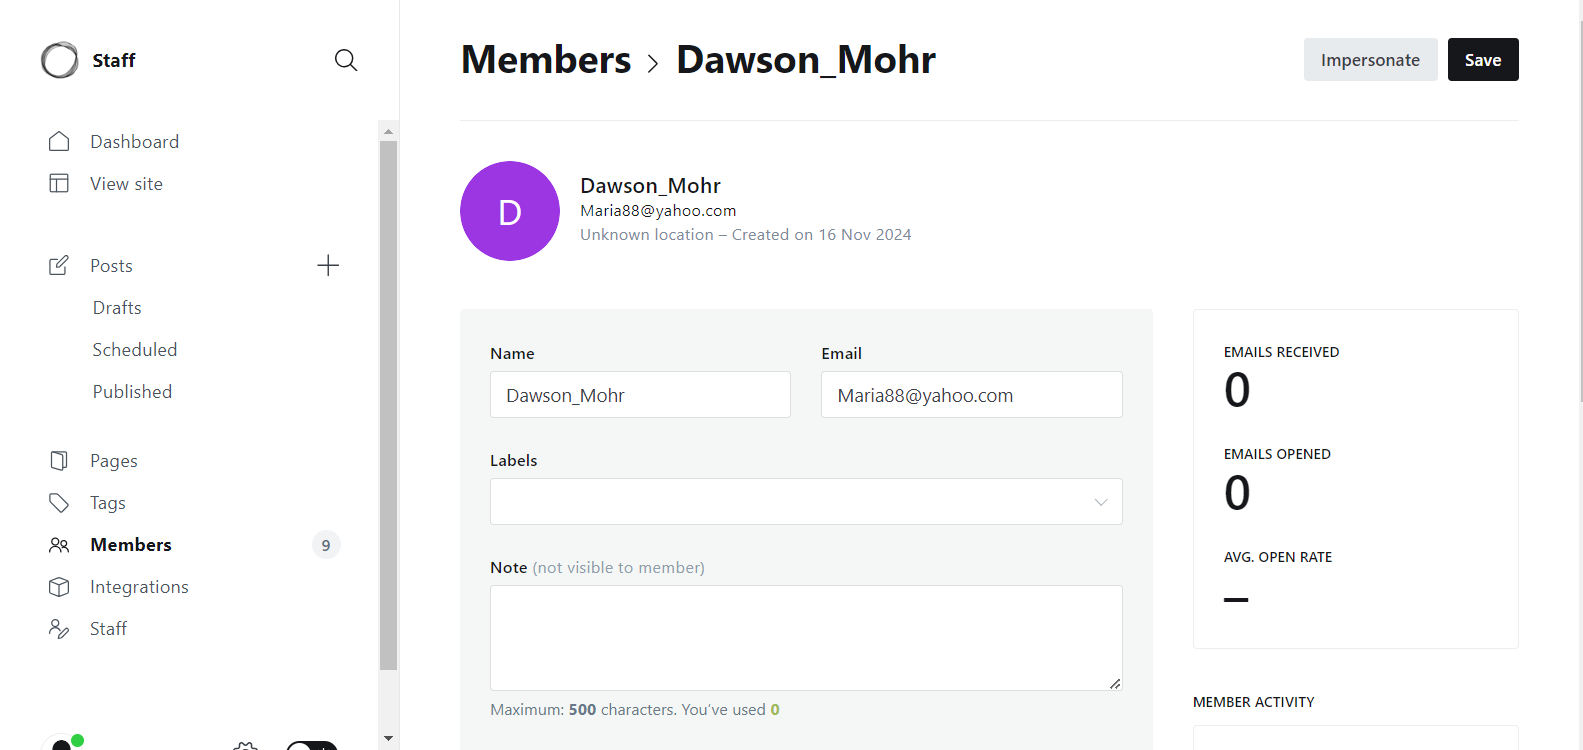 Staff
Dashboard
View site
Posts
Drafts
Scheduled
Published
Pages
Tags
Members 9
Integrations
Staff
Members > Dawson_Mohr
Impersonate
Save
D
Dawson_Mohr
Maria88@yahoo.com
Unknown location – Created on 16 Nov 2024
Name
Dawson_Mohr
Email
Maria88@yahoo.com
Labels
Note (not visible to member)
Maximum: 500 characters. You’ve used 0
EMAILS RECEIVED
0
EMAILS OPENED
0
AVG. OPEN RATE
–
MEMBER ACTIVITY